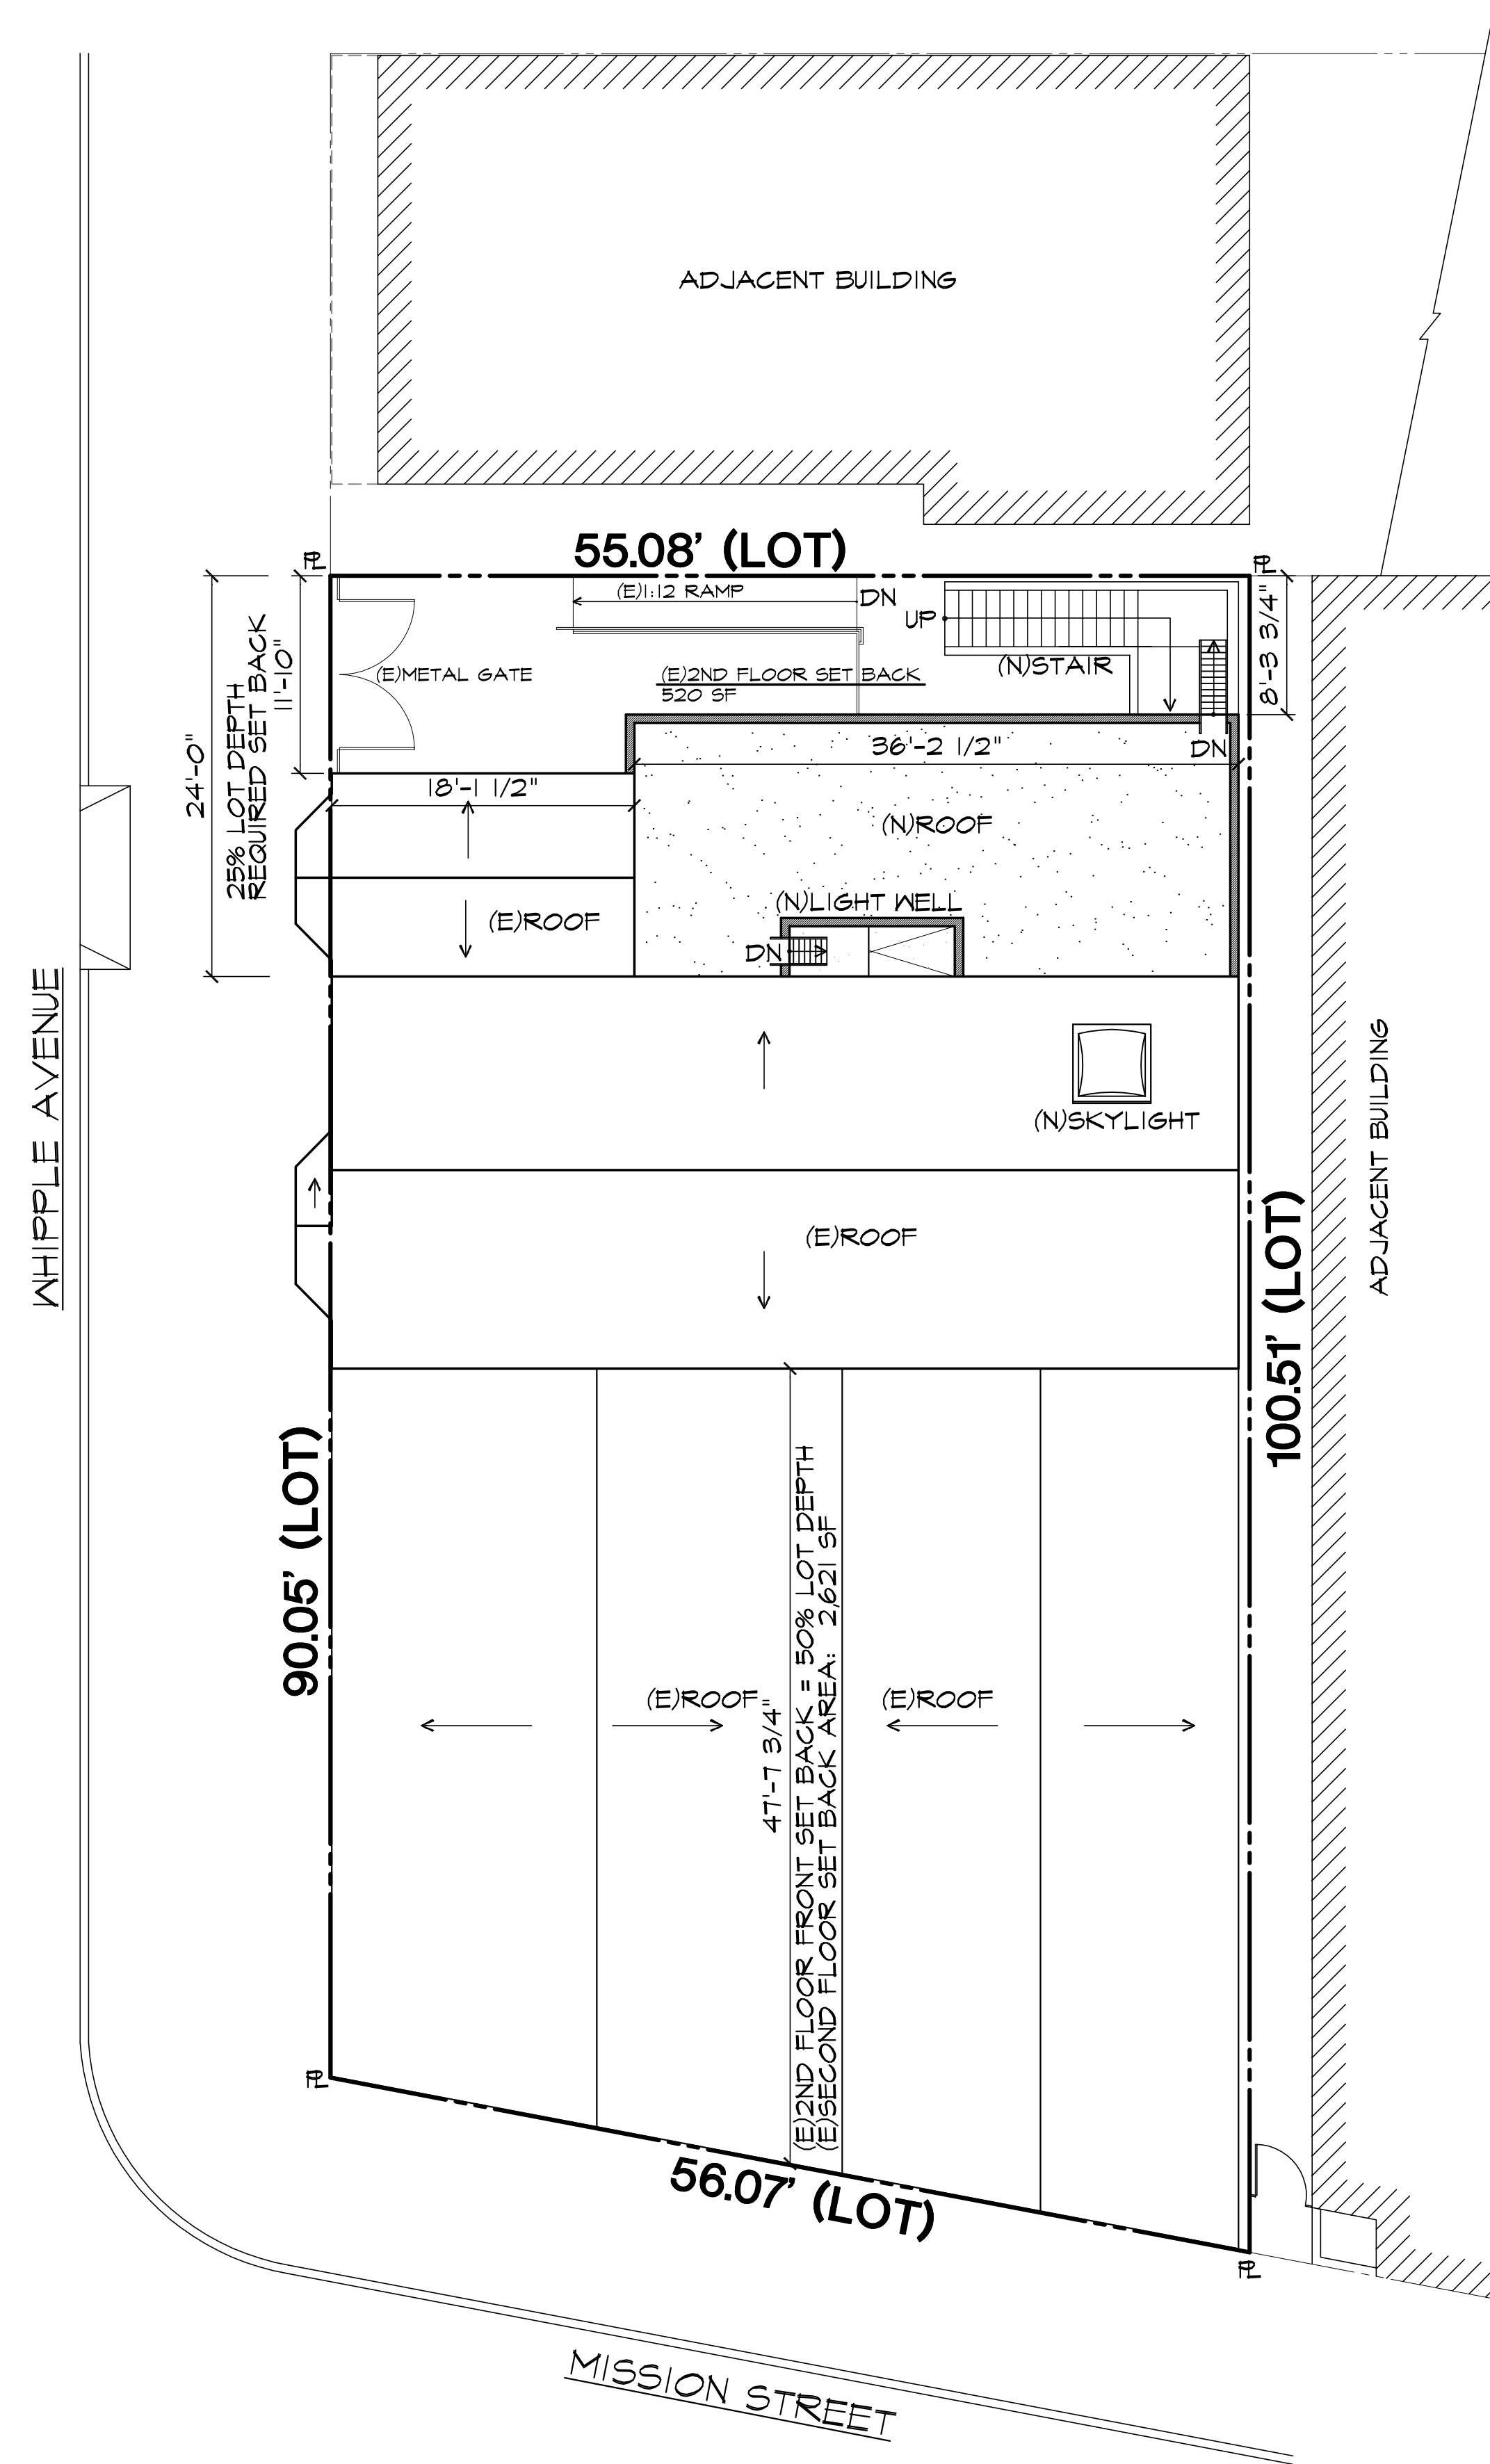 ADJACENT BUILDING
55.08’ (LOT)
PL
PL
(E)1:12 RAMP
DN
UP
(N)STAIR
8'-3 3/4"
11'-10"
25% LOT DEPTH
REQUIRED SET BACK
24'-0"
(E)METAL GATE
(E)2ND FLOOR SET BACK
520 SF
36'-2 1/2"
DN
18'-1 1/2"
(N)ROOF
(N)LIGHT WELL
(E)ROOF
DN
WHIPPLE AVENUE
(N)SKYLIGHT
ADJACENT BUILDING
(E)ROOF
100.51’ (LOT)
90.05’ (LOT)
(E)ROOF
(E)ROOF
47'-7 3/4"
(E)2ND FLOOR FRONT SET BACK = 50% LOT DEPTH
(E)SECOND FLOOR SET BACK AREA: 2,621 SF
PL
56.07’ (LOT)
PL
MISSION STREET